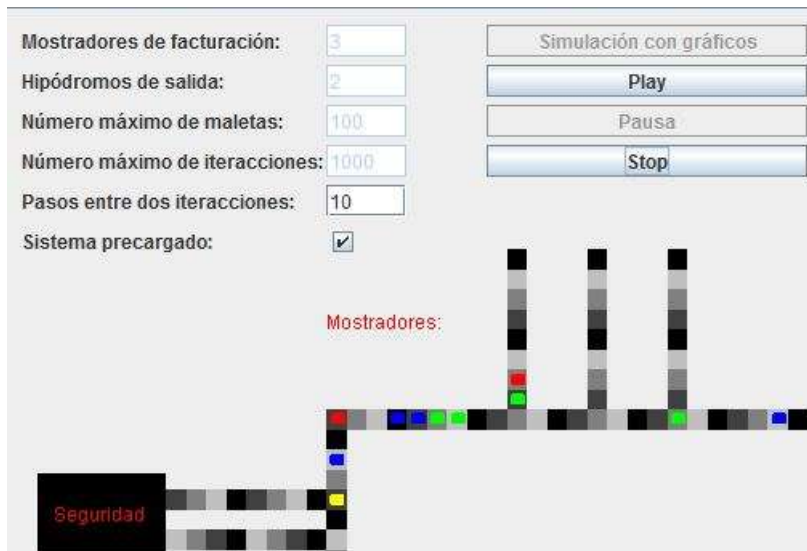 Mostradores de facturación: 3 Simulación con gráficos
Hipódromos de salida: 2 Play
Número máximo de maletas: 100 Pausa
Número máximo de iteracciones: 1000 Stop
Pasos entre dos iteracciones: 10
Sistema precargado:
Mostradores:
Seguridad